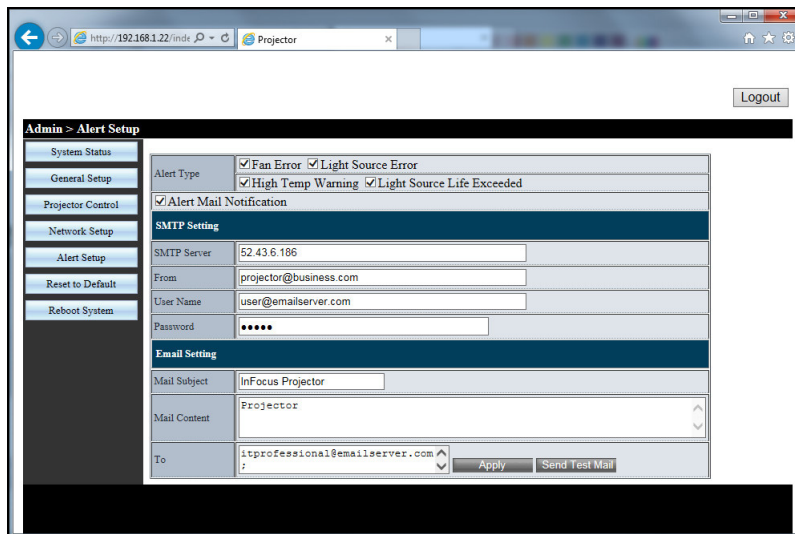 http://192.168.1.22/inde
Projector
Logout
Admin > Alert Setup
System Status
General Setup
Projector Control
Network Setup
Alert Setup
Reset to Default
Reboot System
Alert Type
Fan Error Light Source Error
High Temp Warning Light Source Life Exceeded
Alert Mail Notification
SMTP Setting
SMTP Server 52.43.6.186
From projector@business.com
User Name user@emailserver.com
Password •••••
Email Setting
Mail Subject InFocus Projector
Mail Content Projector
To itprofessional@emailserver.com
;
Apply Send Test Mail